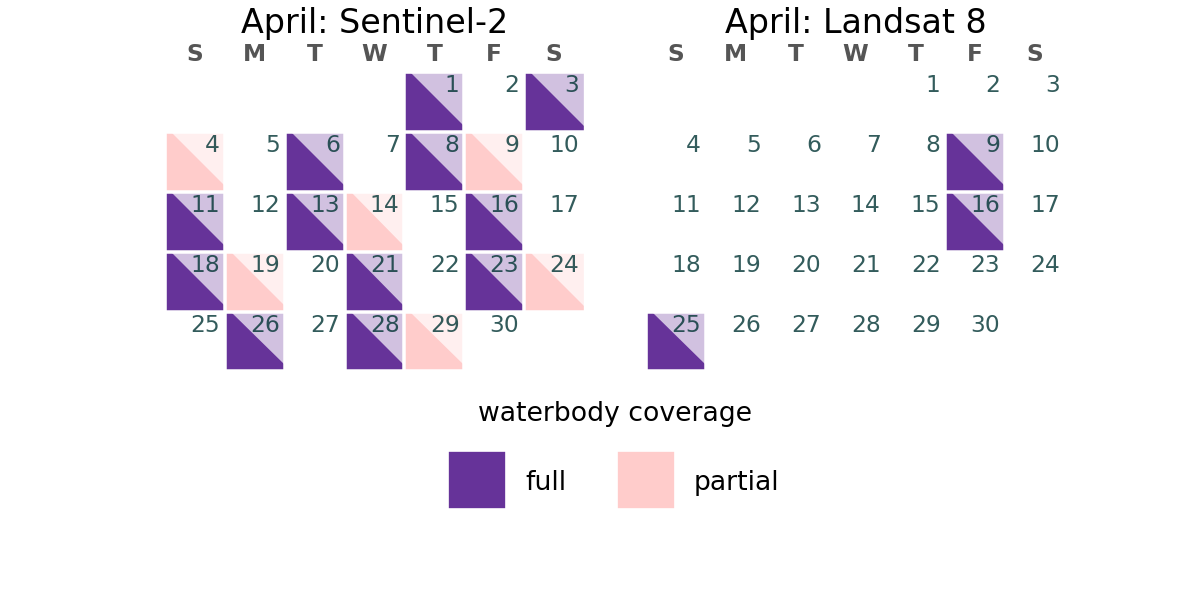 April: Sentinel-2
S M T W T F S
1 2 3
4 5 6 7 8 9 10
11 12 13 14 15 16 17
18 19 20 21 22 23 24
25 26 27 28 29 30
April: Landsat 8
S M T W T F S
1 2 3
4 5 6 7 8 9 10
11 12 13 14 15 16 17
18 19 20 21 22 23 24
25 26 27 28 29 30
waterbody coverage
full
partial